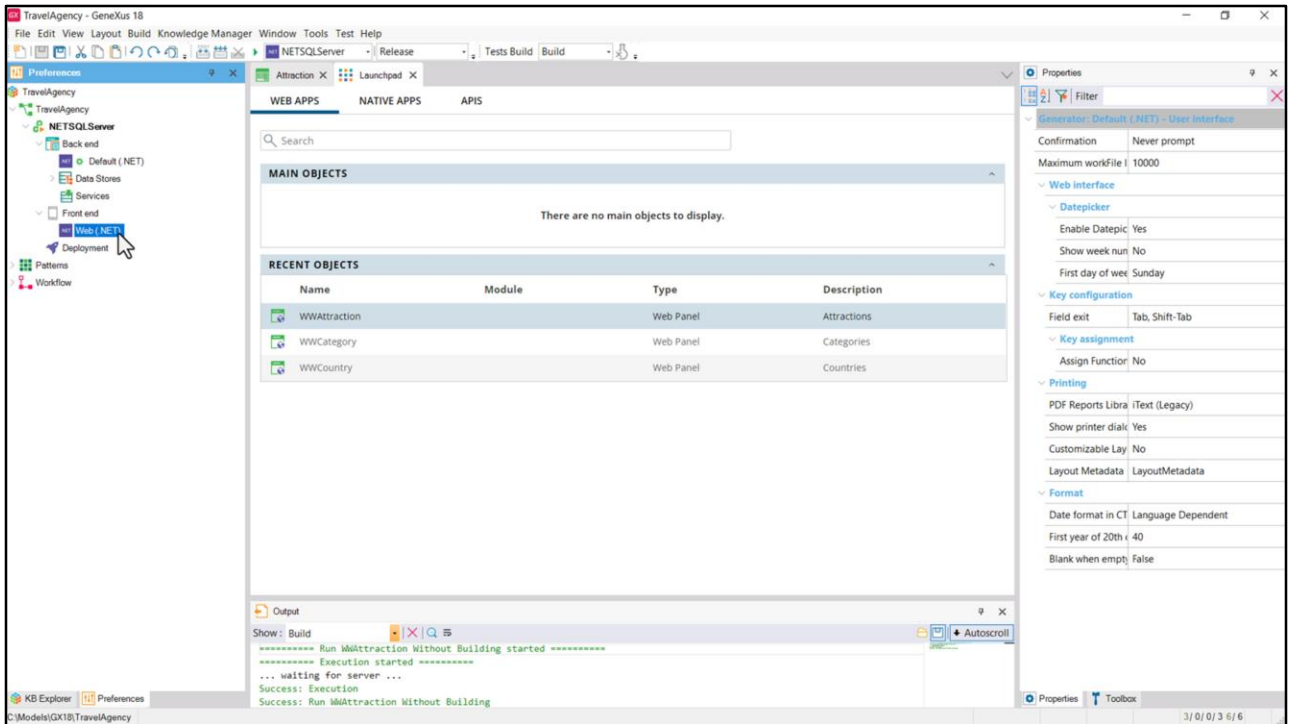 TravelAgency - GeneXus 18
File Edit View Layout Build Knowledge Manager Window Tools Test Help
NETSQLServer Release Tests Build Build
Preferences
TravelAgency
TravelAgency
NETSQLServer
Back end
Default (.NET)
Data Stores
Services
Front end
Web (.NET)
Deployment
Patterns
Workflow
KB Explorer Preferences
Attraction Launchpad
WEB APPS NATIVE APPS APIS
Search
MAIN OBJECTS
There are no main objects to display.
RECENT OBJECTS
Name Module Type Description
WWAttraction Web Panel Attractions
WWCategory Web Panel Categories
WWCountry Web Panel Countries
Output
Show: Build Autoscroll
========== Run WWAttraction Without Building started ==========
========== Execution started ==========
... waiting for server ...
Success: Execution
Success: Run WWAttraction Without Building
Properties
Filter
Generator: Default (.NET) - User interface
Confirmation Never prompt
Maximum workFile l 10000
Web interface
Datepicker
Enable Datepic Yes
Show week nun No
First day of wee Sunday
Key configuration
Field exit Tab, Shift-Tab
Key assignment
Assign Function No
Printing
PDF Reports Libra iText (Legacy)
Show printer dialo Yes
Customizable Lay No
Layout Metadata LayoutMetadata
Format
Date format in CT Language Dependent
First year of 20th c 40
Blank when empty False
Properties Toolbox
C:\Models\GX18\TravelAgency 3/0/0/3 6/6